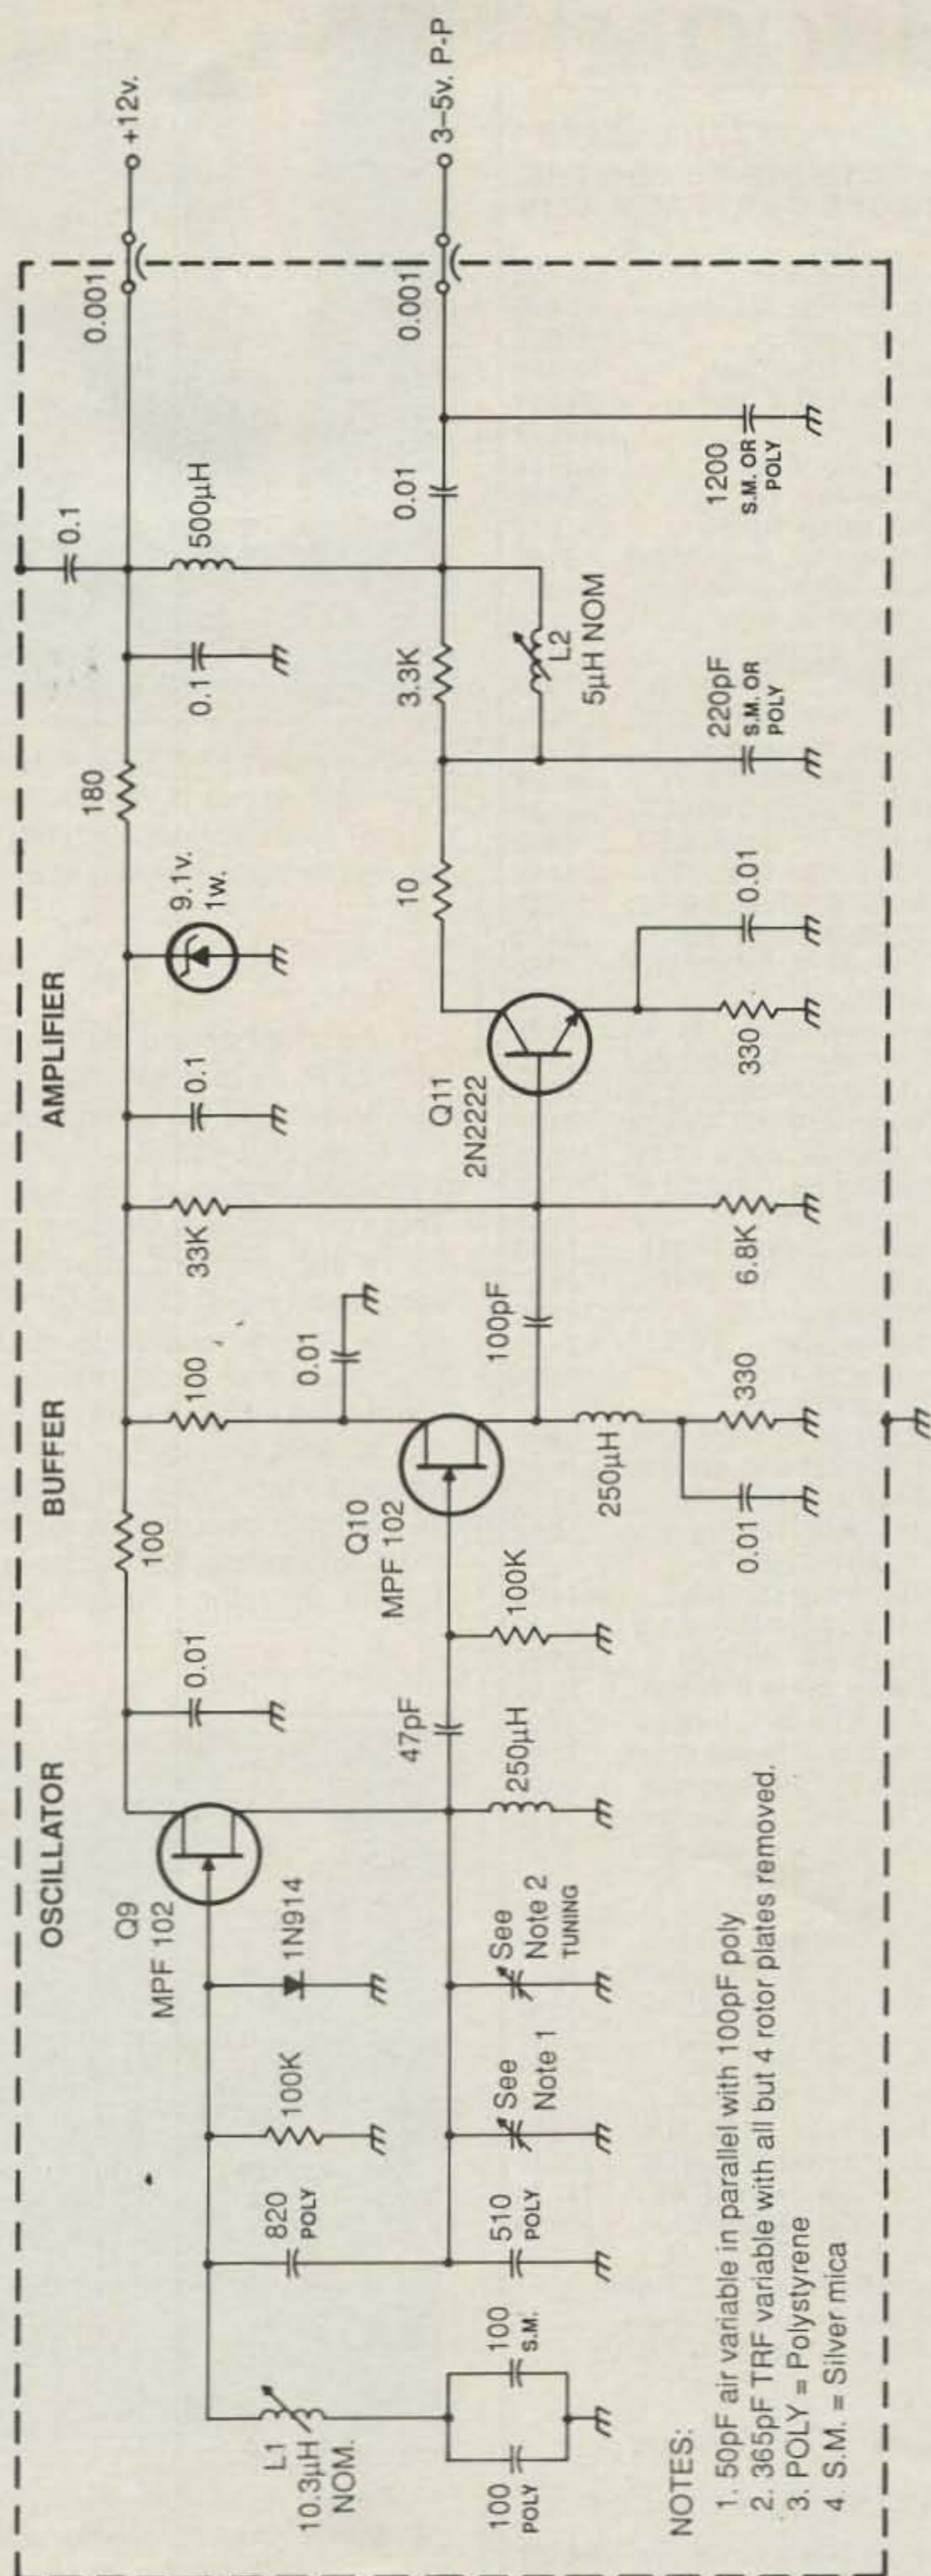 OSCILLATOR
BUFFER
AMPLIFIER
Q9
MPF 102
0.01
100
100
0.01
33K
0.1
9.1v.
1w.
180
0.1
0.1
500µH
0.001
+12v.
L1
10.3µH
NOM.
100
POLY
100
S.M.
820
POLY
510
POLY
100K
See
Note 1
1N914
See
Note 2
TUNING
250µH
47pF
100K
Q10
MPF 102
250µH
0.01
330
100pF
6.8K
Q11
2N2222
330
0.01
10
3.3K
L2
5µH NOM
220pF
S.M. OR
POLY
0.01
1200
S.M. OR
POLY
0.001
3–5v. P-P
NOTES:
1. 50pF air variable in parallel with 100pF poly
2. 365pF TRF variable with all but 4 rotor plates removed.
3. POLY = Polystyrene
4. S.M. = Silver mica